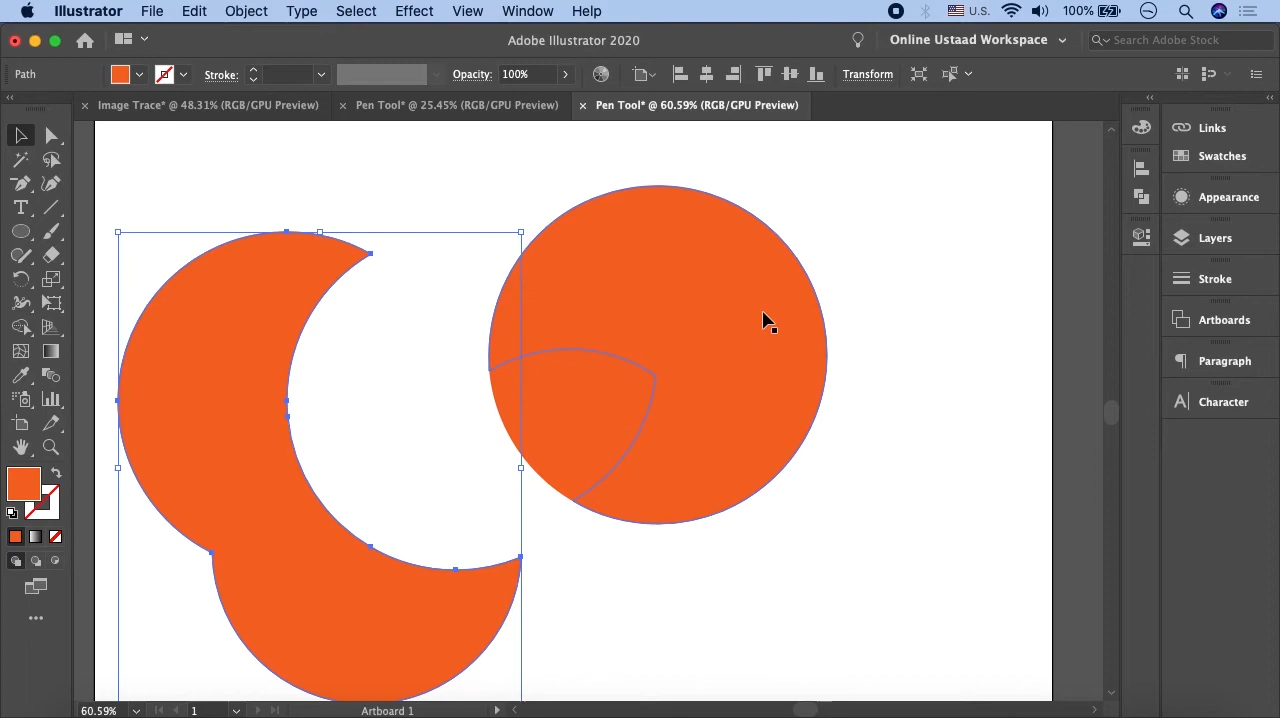 Illustrator File Edit Object Type Select Effect View Window Help U.S. 100%
Adobe Illustrator 2020 Online Ustaad Workspace Search Adobe Stock
Path Stroke: Opacity: 100% Transform
Image Trace* @ 48.31% (RGB/GPU Preview) Pen Tool* @ 25.45% (RGB/GPU Preview) Pen Tool* @ 60.59% (RGB/GPU Preview)
Links
Swatches
Appearance
Layers
Stroke
Artboards
Paragraph
Character
60.59% 1 Artboard 1